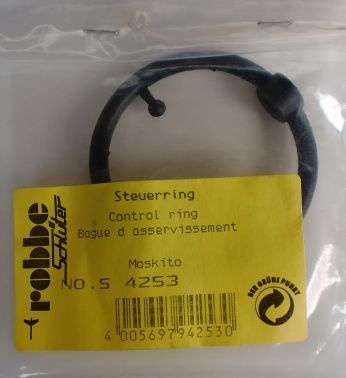 robbe
Schlüter
Steuerring
Control ring
Bague d asservissement
Moskito
NO.S 4253
4 005697 942530
DER GRÜNE PUNKT